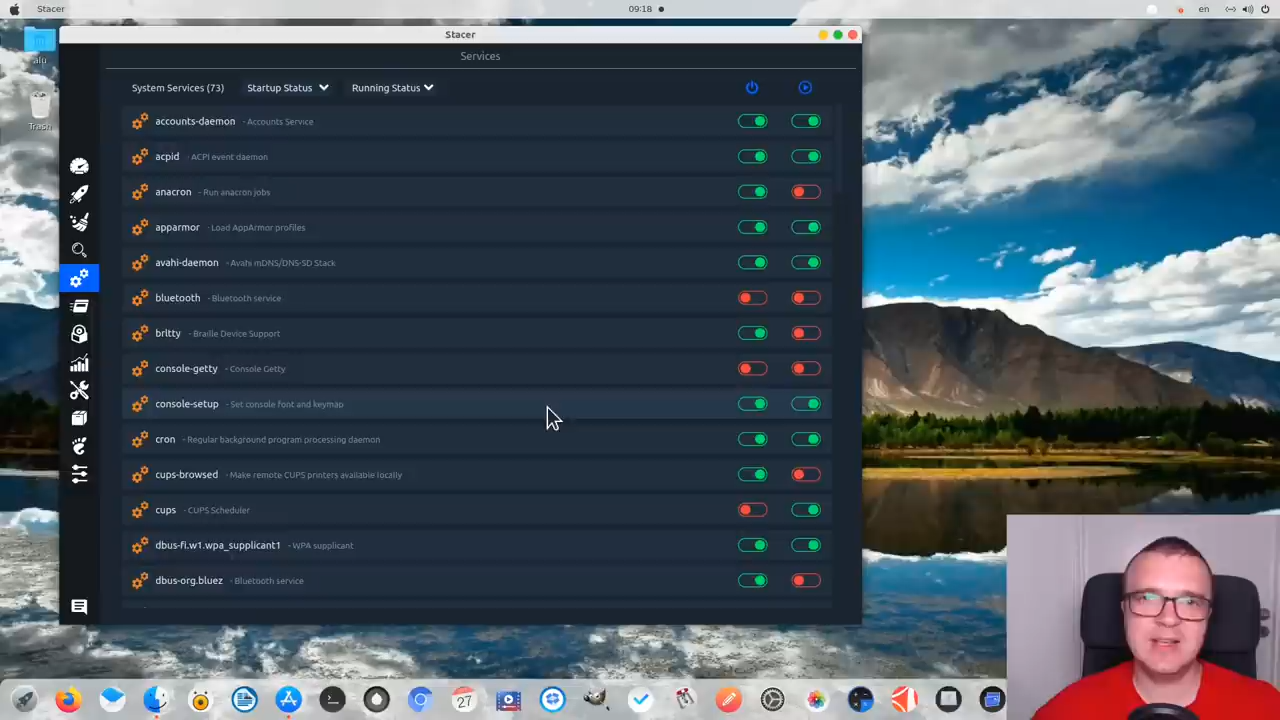 Stacer
09:18
en
Stacer
alu
Trash
Services
System Services (73)
Startup Status
Running Status
accounts-daemon - Accounts Service
acpid - ACPI event daemon
anacron - Run anacron jobs
apparmor - Load AppArmor profiles
avahi-daemon - Avahi mDNS/DNS-SD Stack
bluetooth - Bluetooth service
brltty - Braille Device Support
console-getty - Console Getty
console-setup - Set console font and keymap
cron - Regular background program processing daemon
cups-browsed - Make remote CUPS printers available locally
cups - CUPS Scheduler
dbus-fi.w1.wpa_supplicant1 - WPA supplicant
dbus-org.bluez - Bluetooth service
27